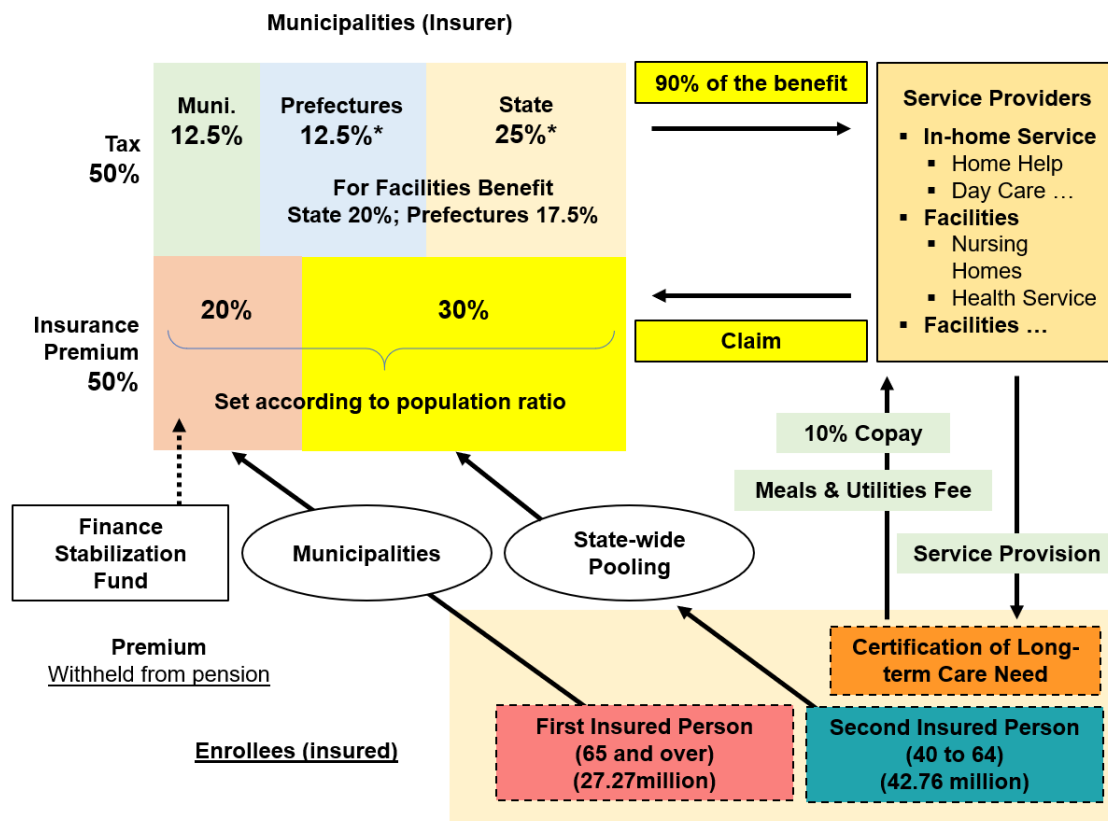 Municipalities (Insurer)
Tax
50%
Muni.
12.5%
Prefectures
12.5%*
State
25%*
For Facilities Benefit
State 20%; Prefectures 17.5%
Insurance
Premium
50%
20%
30%
Set according to population ratio
90% of the benefit
Claim
Service Providers
▪ In-home Service
▪ Home Help
▪ Day Care …
▪ Facilities
▪ Nursing
Homes
▪ Health Service
▪ Facilities …
10% Copay
Meals & Utilities Fee
Service Provision
Finance
Stabilization
Fund
Municipalities
State-wide
Pooling
Premium
Withheld from pension
Certification of Long-
term Care Need
Enrollees (insured)
First Insured Person
(65 and over)
(27.27million)
Second Insured Person
(40 to 64)
(42.76 million)